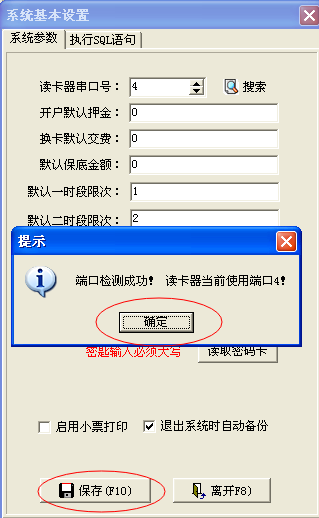 系统基本设置
系统参数 执行SQL语句
读卡器串口号： 4 搜索
开户默认押金： 0
换卡默认交费： 0
默认保底金额： 0
默认一时段限次： 1
默认二时段限次： 2
提示
端口检测成功! 读卡器当前使用端口4!
确定
密匙输入必须大写 读取密码卡
启用小票打印 退出系统时自动备份
保存(F10) 离开F8)